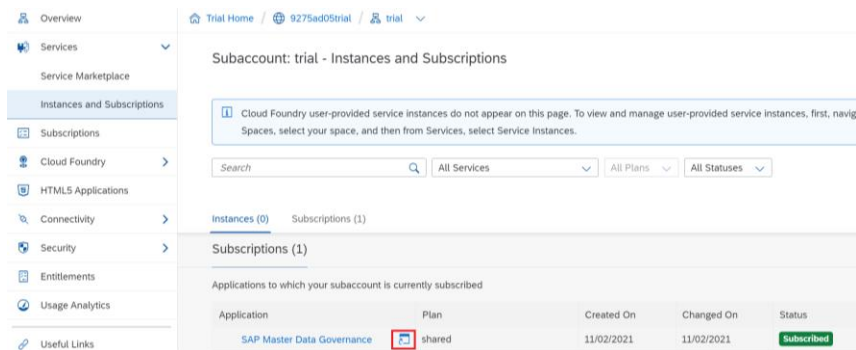 Overview
Services
Service Marketplace
Instances and Subscriptions
Subscriptions
Cloud Foundry
HTML5 Applications
Connectivity
Security
Entitlements
Usage Analytics
Useful Links
Trial Home / 9275ad05trial / trial
Subaccount: trial - Instances and Subscriptions
Cloud Foundry user-provided service instances do not appear on this page. To view and manage user-provided service instances, first, navig
Spaces, select your space, and then from Services, select Service Instances.
Search All Services All Plans All Statuses
Instances (0) Subscriptions (1)
Subscriptions (1)
Applications to which your subaccount is currently subscribed
Application Plan Created On Changed On Status
SAP Master Data Governance shared 11/02/2021 11/02/2021 Subscribed